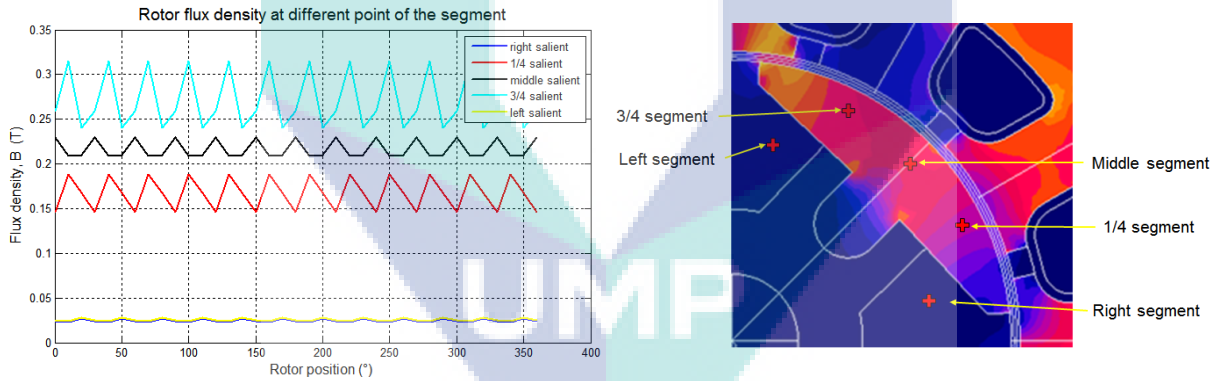 Rotor flux density at different point of the segment
Flux density, B (T)
0.35
0.3
0.25
0.2
0.15
0.1
0.05
0
0 50 100 150 200 250 300 350 400
Rotor position (°)
right salient
1/4 salient
middle salient
3/4 salient
left salient
3/4 segment
Left segment
Middle segment
1/4 segment
Right segment
UMP